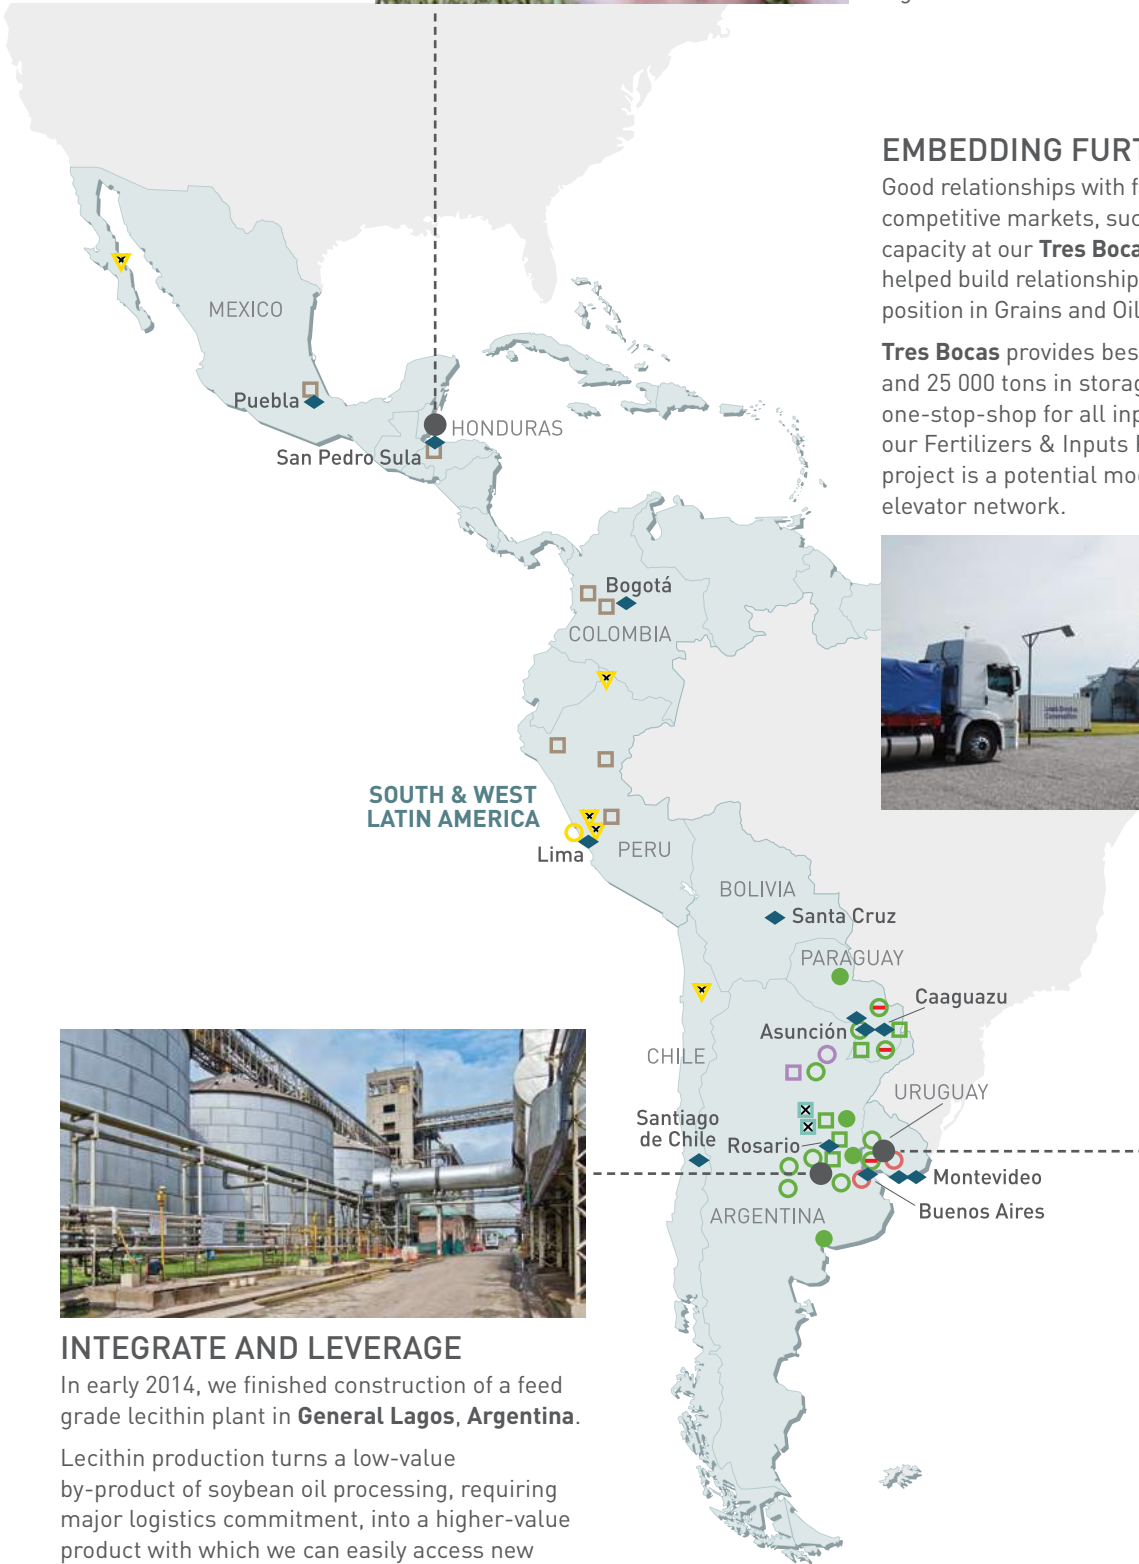 EMBEDDING FURT
Good relationships with f
competitive markets, suc
capacity at our Tres Boca
helped build relationship
position in Grains and Oil
Tres Bocas provides bes
and 25 000 tons in storag
one-stop-shop for all inp
our Fertilizers & Inputs
project is a potential mo
elevator network.
MEXICO
Puebla
HONDURAS
San Pedro Sula
Bogotá
COLOMBIA
SOUTH & WEST
LATIN AMERICA
Lima
PERU
BOLIVIA
Santa Cruz
PARAGUAY
Caaguazu
Asunción
CHILE
URUGUAY
Santiago
de Chile
Rosario
Montevideo
Buenos Aires
ARGENTINA
INTEGRATE AND LEVERAGE
In early 2014, we finished construction of a feed
grade lecithin plant in General Lagos, Argentina.
Lecithin production turns a low-value
by-product of soybean oil processing, requiring
major logistics commitment, into a higher-value
product with which we can easily access new